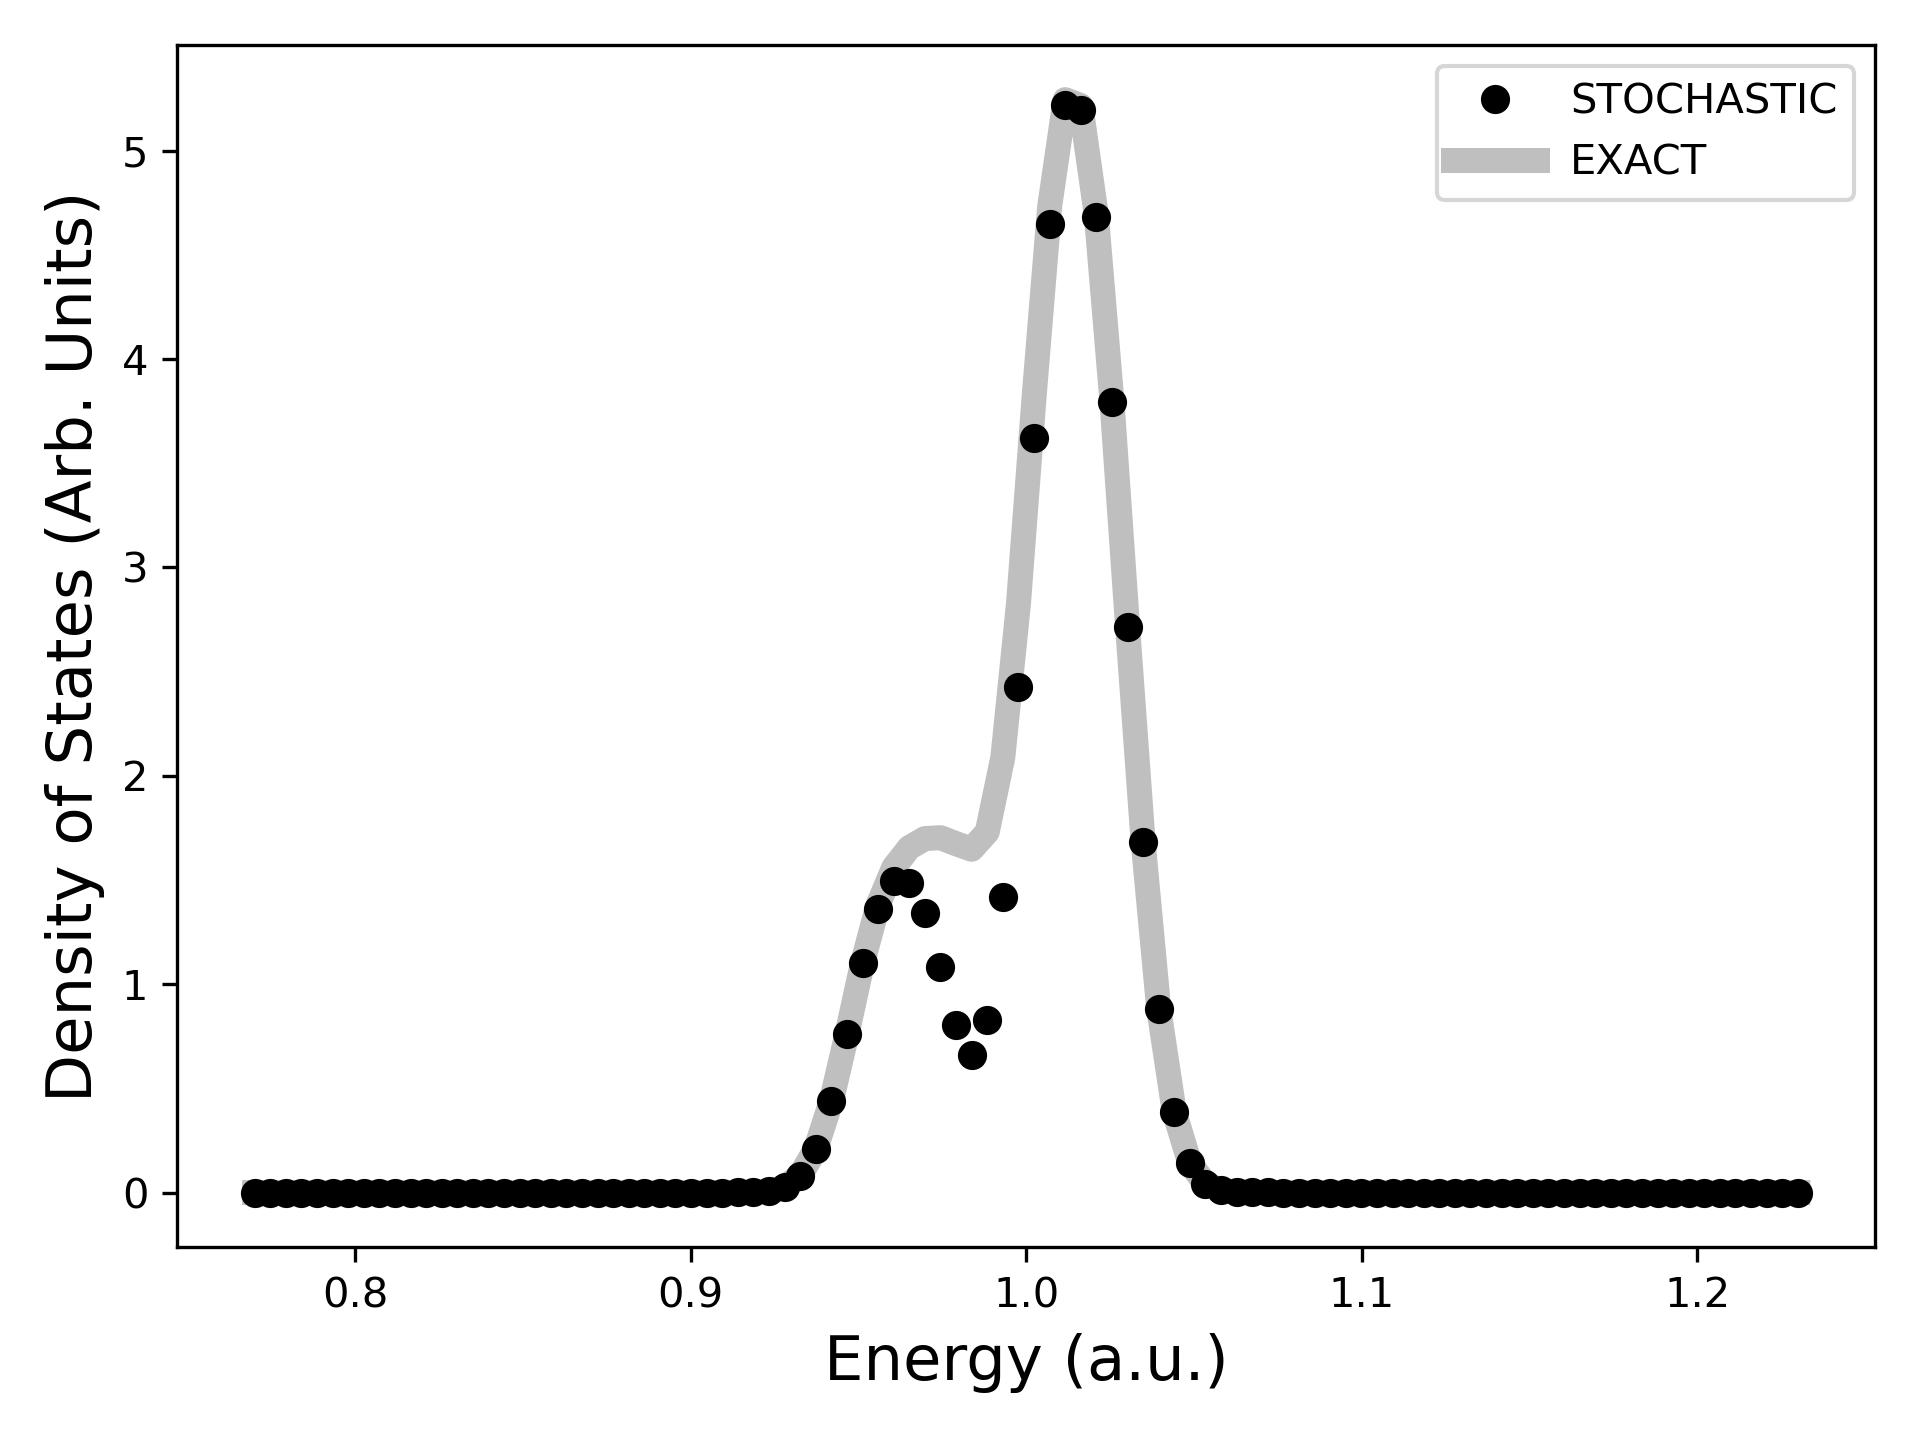 STOCHASTIC
EXACT
Density of States (Arb. Units)
5
4
3
2
1
0
0.8 0.9 1.0 1.1 1.2
Energy (a.u.)